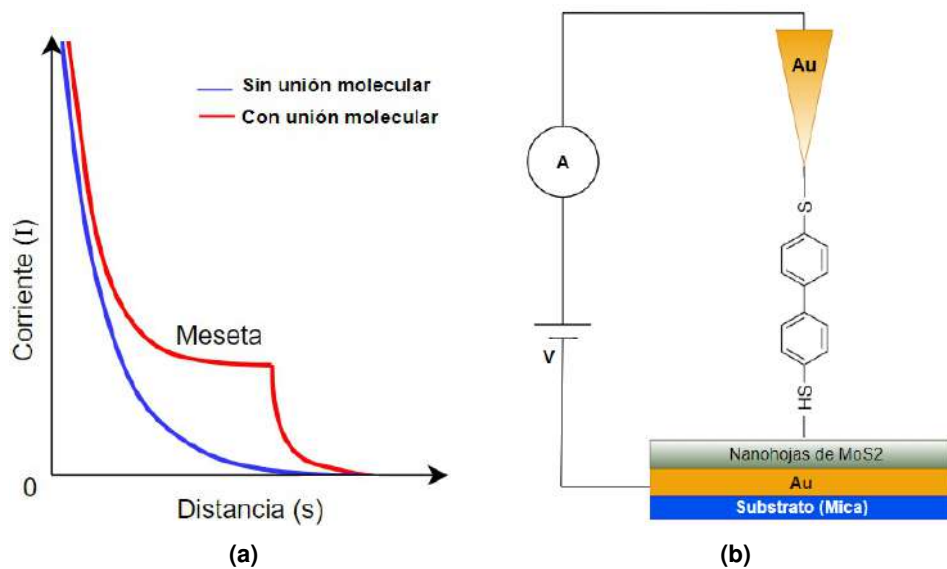 Corriente (I)
Sin unión molecular
Con unión molecular
Meseta
0
Distancia (s)
(a)
Au
A
V
S
HS
Nanohojas de MoS2
Au
Substrato (Mica)
(b)